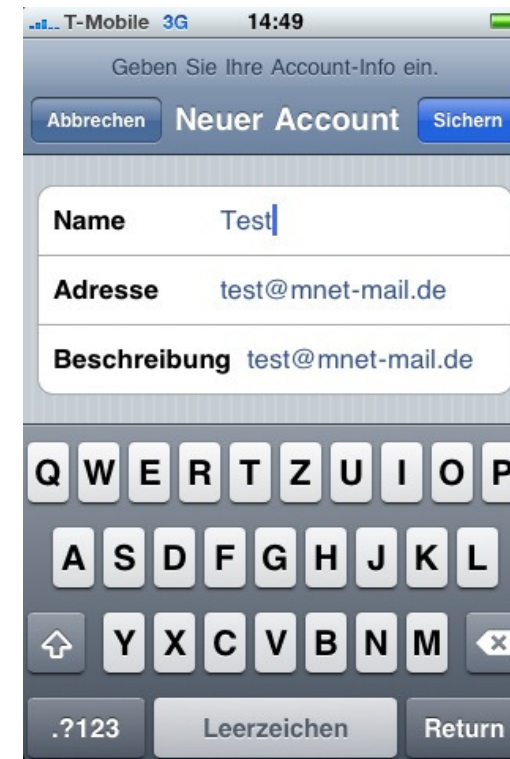 T-Mobile 3G 14:49
Geben Sie Ihre Account-Info ein.
Abbrechen Neuer Account Sichern
Name Test
Adresse test@mnet-mail.de
Beschreibung test@mnet-mail.de
Q W E R T Z U I O P
A S D F G H J K L
Y X C V B N M
.?123 Leerzeichen Return